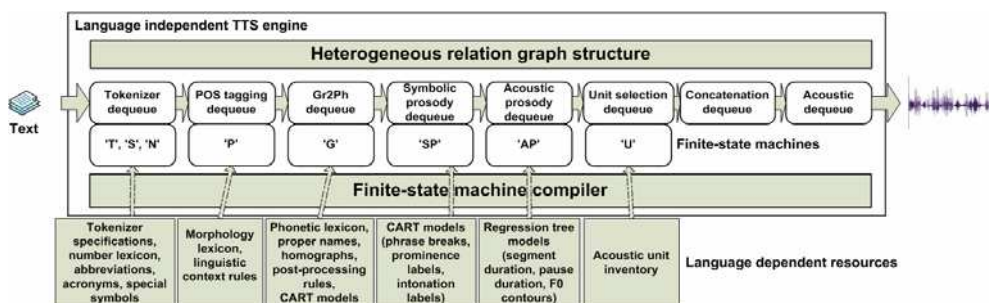 Language independent TTS engine
Heterogeneous relation graph structure
Text
Tokenizer
dequeue
POS tagging
dequeue
Gr2Ph
dequeue
Symbolic
prosody
dequeue
Acoustic
prosody
dequeue
Unit selection
dequeue
Concatenation
dequeue
Acoustic
dequeue
'T', 'S', 'N'
'P'
'G'
'SP'
'AP'
'U'
Finite-state machines
Finite-state machine compiler
Tokenizer
specifications,
number lexicon,
abbreviations,
acronyms, special
symbols
Morphology
lexicon,
linguistic
context rules
Phonetic lexicon,
proper names,
homographs,
post-processing
rules,
CART models
CART models
(phrase breaks,
prominence
labels,
intonation
labels)
Regression tree
models
(segment
duration, pause
duration, F0
contours)
Acoustic unit
inventory
Language dependent resources